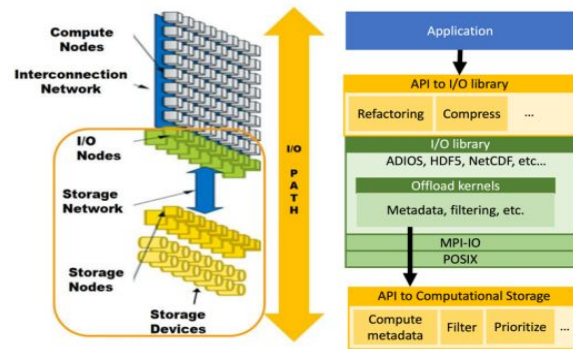 Compute
Nodes
Interconnection
Network
I/O
Nodes
Storage
Network
Storage
Nodes
Storage
Devices
I/O
PATH
Application
API to I/O library
Refactoring
Compress
...
I/O library
ADIOS, HDF5, NetCDF, etc...
Offload kernels
Metadata, filtering, etc.
MPI-IO
POSIX
API to Computational Storage
Compute
metadata
Filter
Prioritize
...